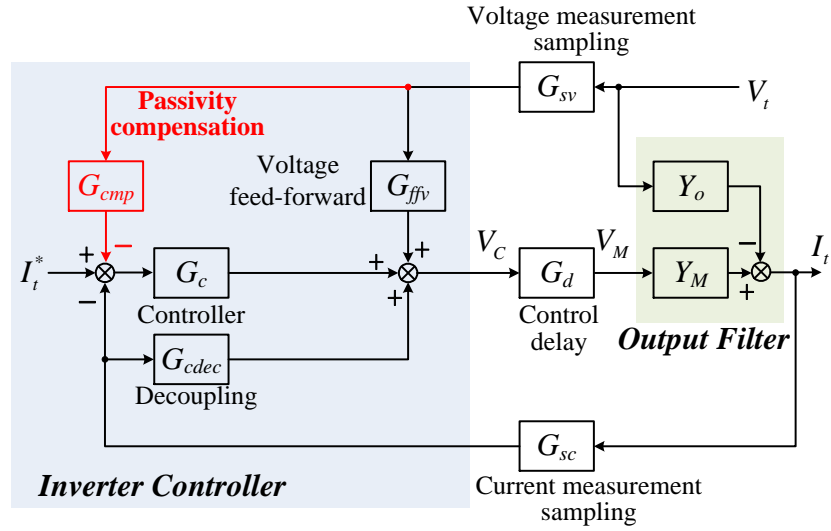 Voltage measurement
sampling
G_sv
V_t
Passivity
compensation
Voltage
feed-forward
G_cmp
G_ffv
Y_o
+
−
+
−
I_t^*
+
−
G_c
+
+
V_C
G_d
V_M
Y_M
+
I_t
Controller
Control
delay
Output Filter
G_cdec
Decoupling
G_sc
Inverter Controller
Current measurement
sampling